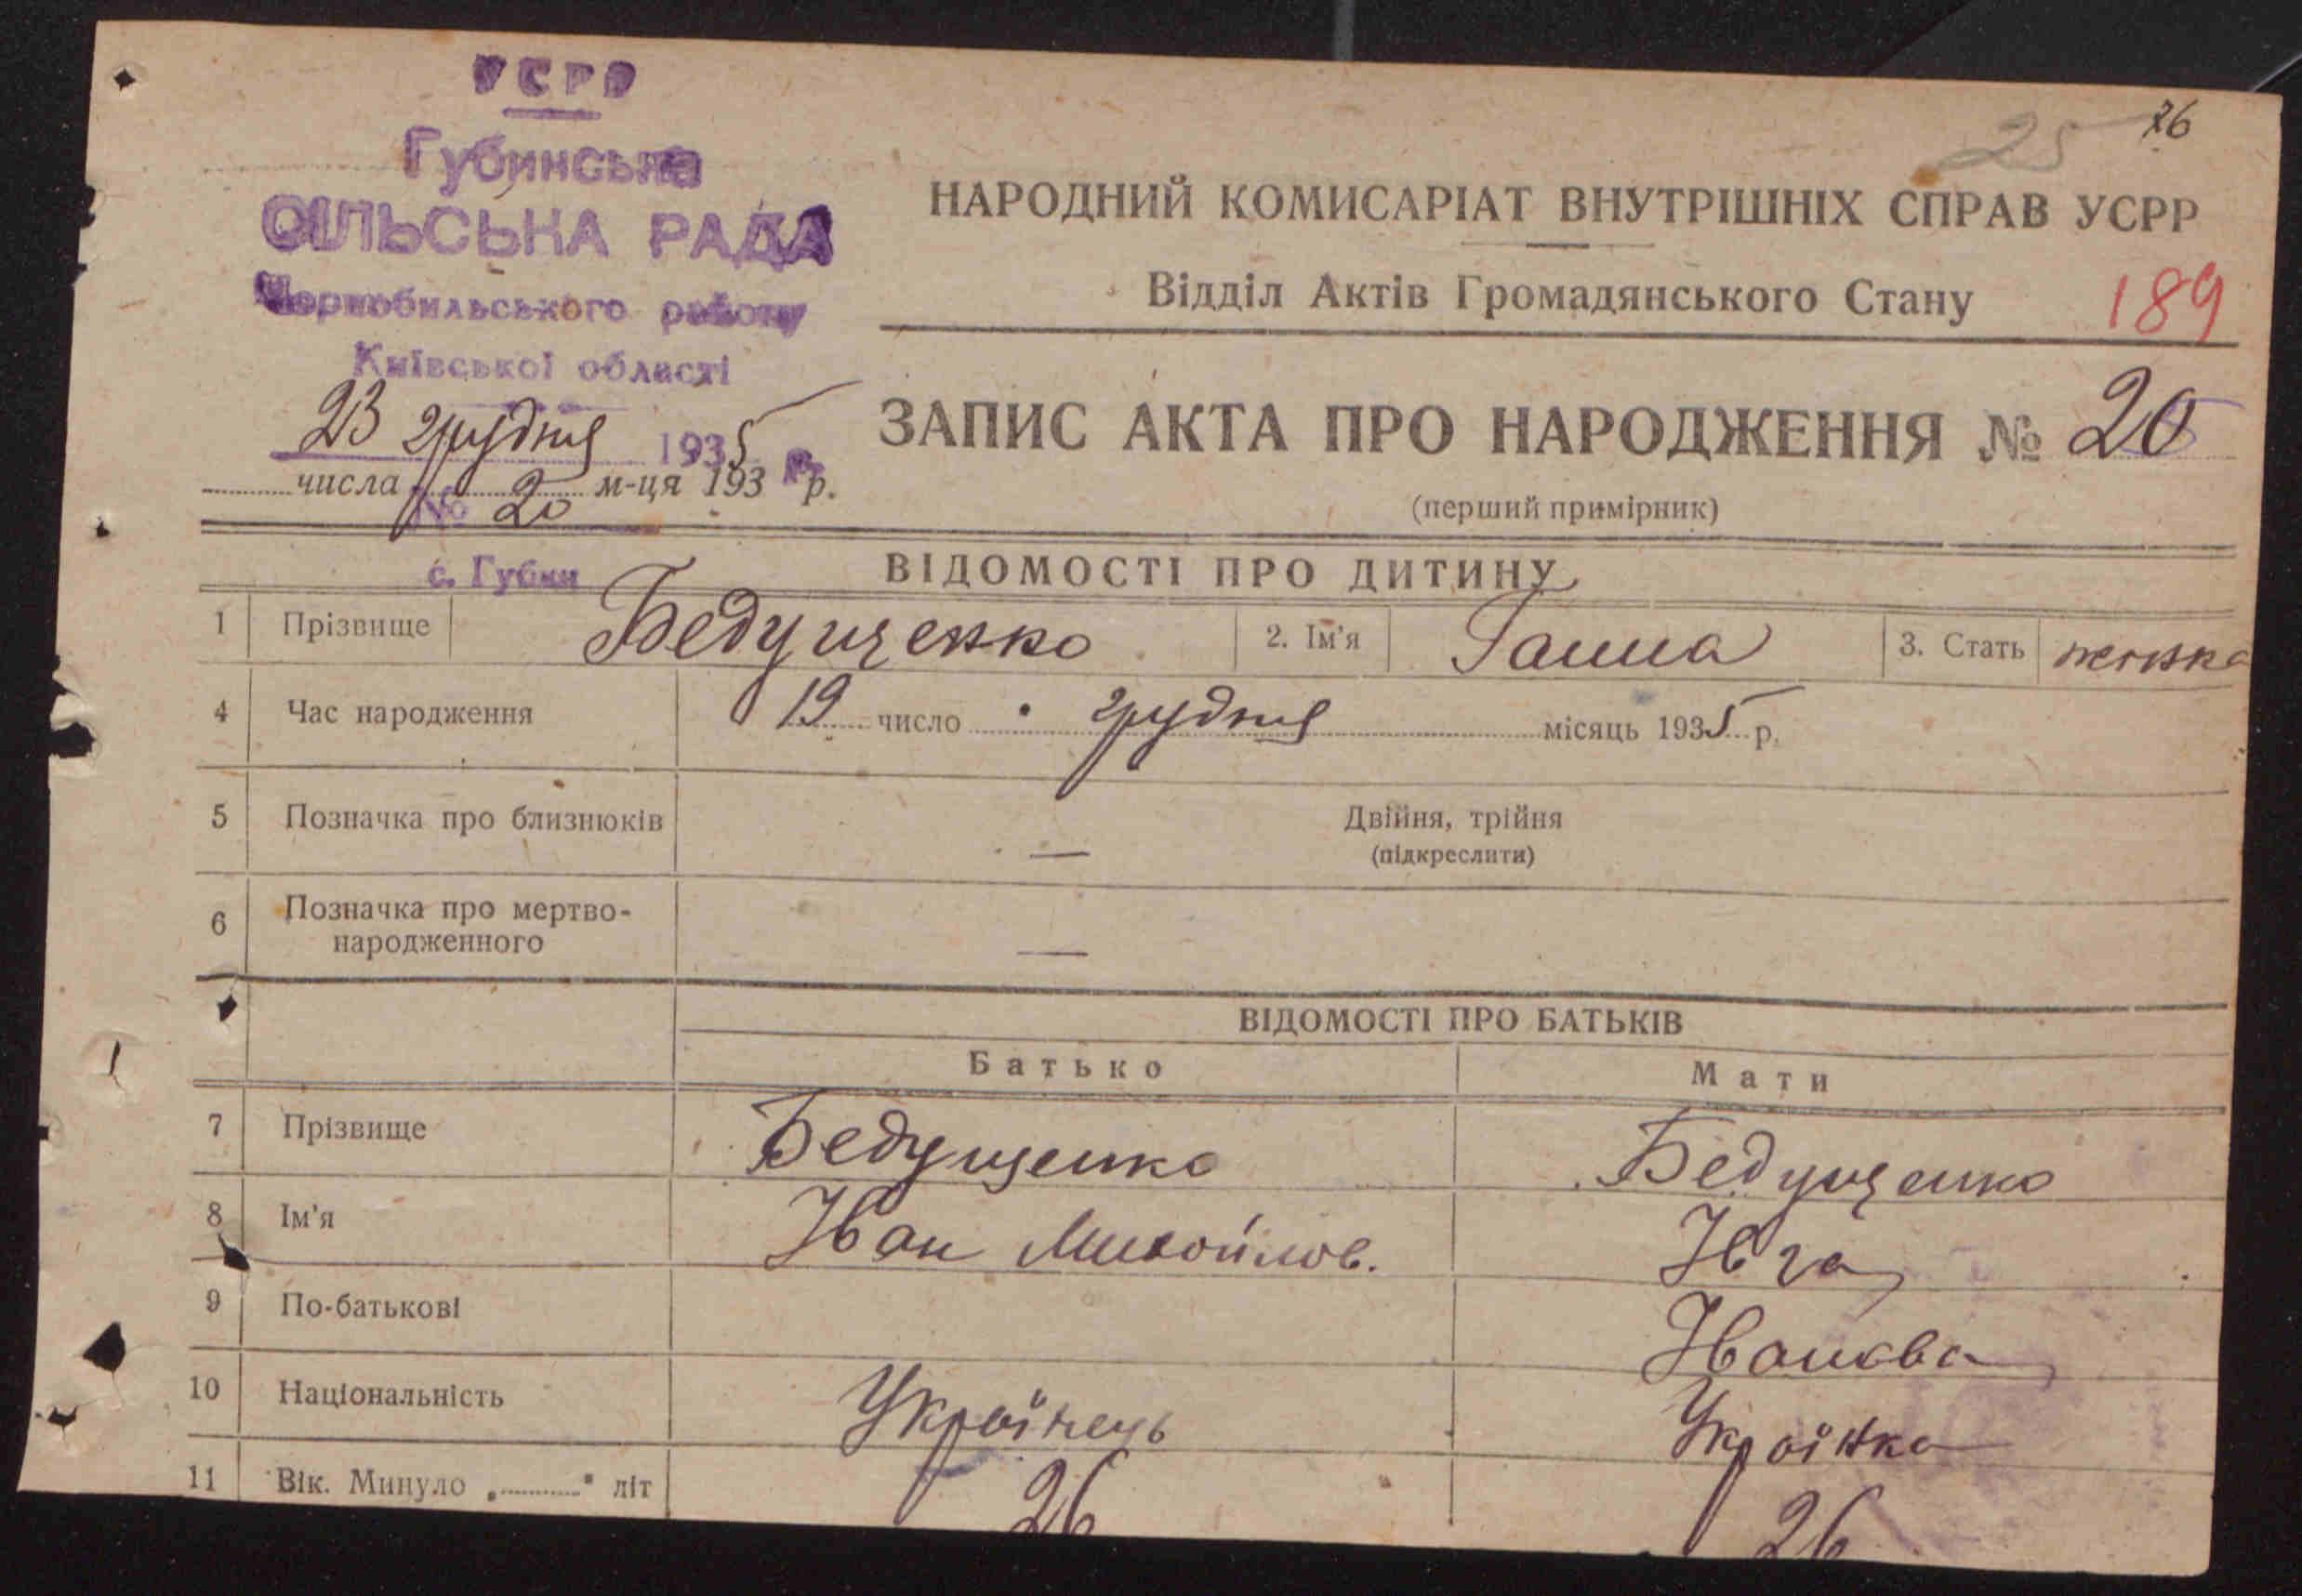 УСРР
Губинська
СІЛЬСЬКА РАДА
Чорнобильського району
Київської області
23 грудня 1935 р.
числа м-ця 193 р.
№ 20
с. Губин
25 26
НАРОДНИЙ КОМИСАРІАТ ВНУТРІШНІХ СПРАВ УСРР
Відділ Актів Громадянського Стану 189
ЗАПИС АКТА ПРО НАРОДЖЕННЯ № 20
(перший примірник)
ВІДОМОСТІ ПРО ДИТИНУ
1 Прізвище Бедущенко 2. Ім'я Ганна 3. Стать жінка
4 Час народження 19 число " грудня місяць 1935 р.
5 Позначка про близнюків — Двійня, трійня
(підкреслити)
6 Позначка про мертво-
народженного —
ВІДОМОСТІ ПРО БАТЬКІВ
Батько Мати
7 Прізвище Бедущенко Бедущенко
8 Ім'я Іван Михойлов. Івга
9 По-батькові Іванова
10 Національність Українець Українка
11 Вік. Минуло „ " літ 26 26